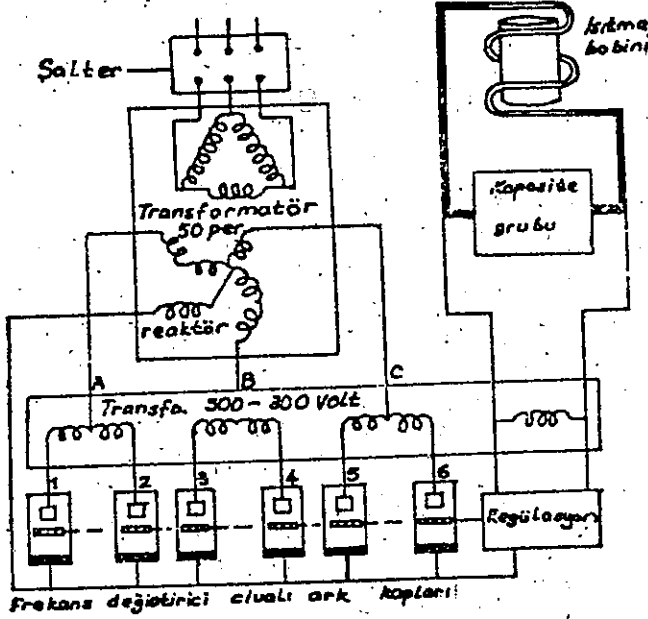 Şalter
Isıtma
bobini
Kapasite
grubu
Transformatör
50 per.
reaktör
A
B
C
Transfo. 500-800 Volt
1 2 3 4 5 6
Regülasyon
Frekans değiştirici civalı ark kapları